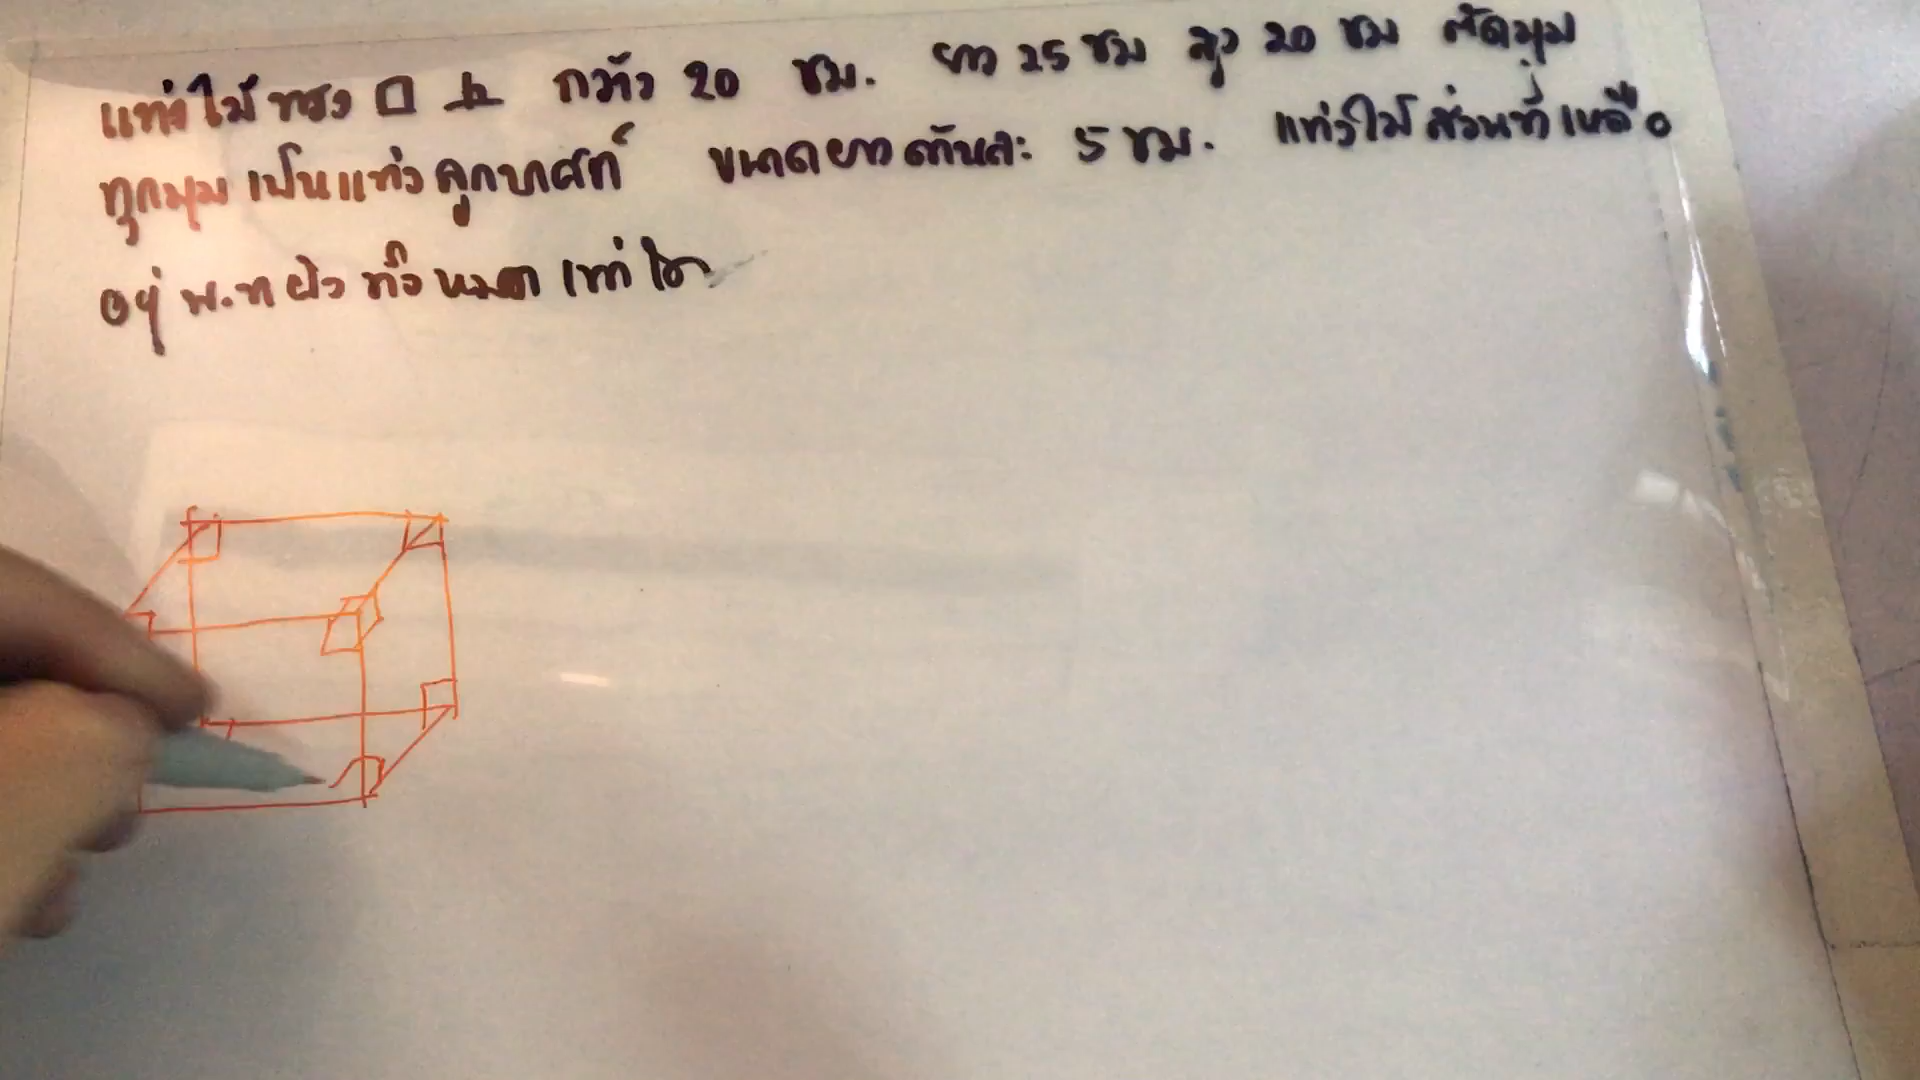 แท่งไม้ทรง □ ⊥ กว้าง 20 ซม. ยาว 25 ซม สูง 20 ซม ตัดมุม
ทุกมุม เป็นแท่งลูกบาศก์ ขนาดยาวด้านละ 5 ซม. แท่งไม้ส่วนที่เหลือ
อยู่ พ.ท ผิว ทั้งหมด เท่าใด